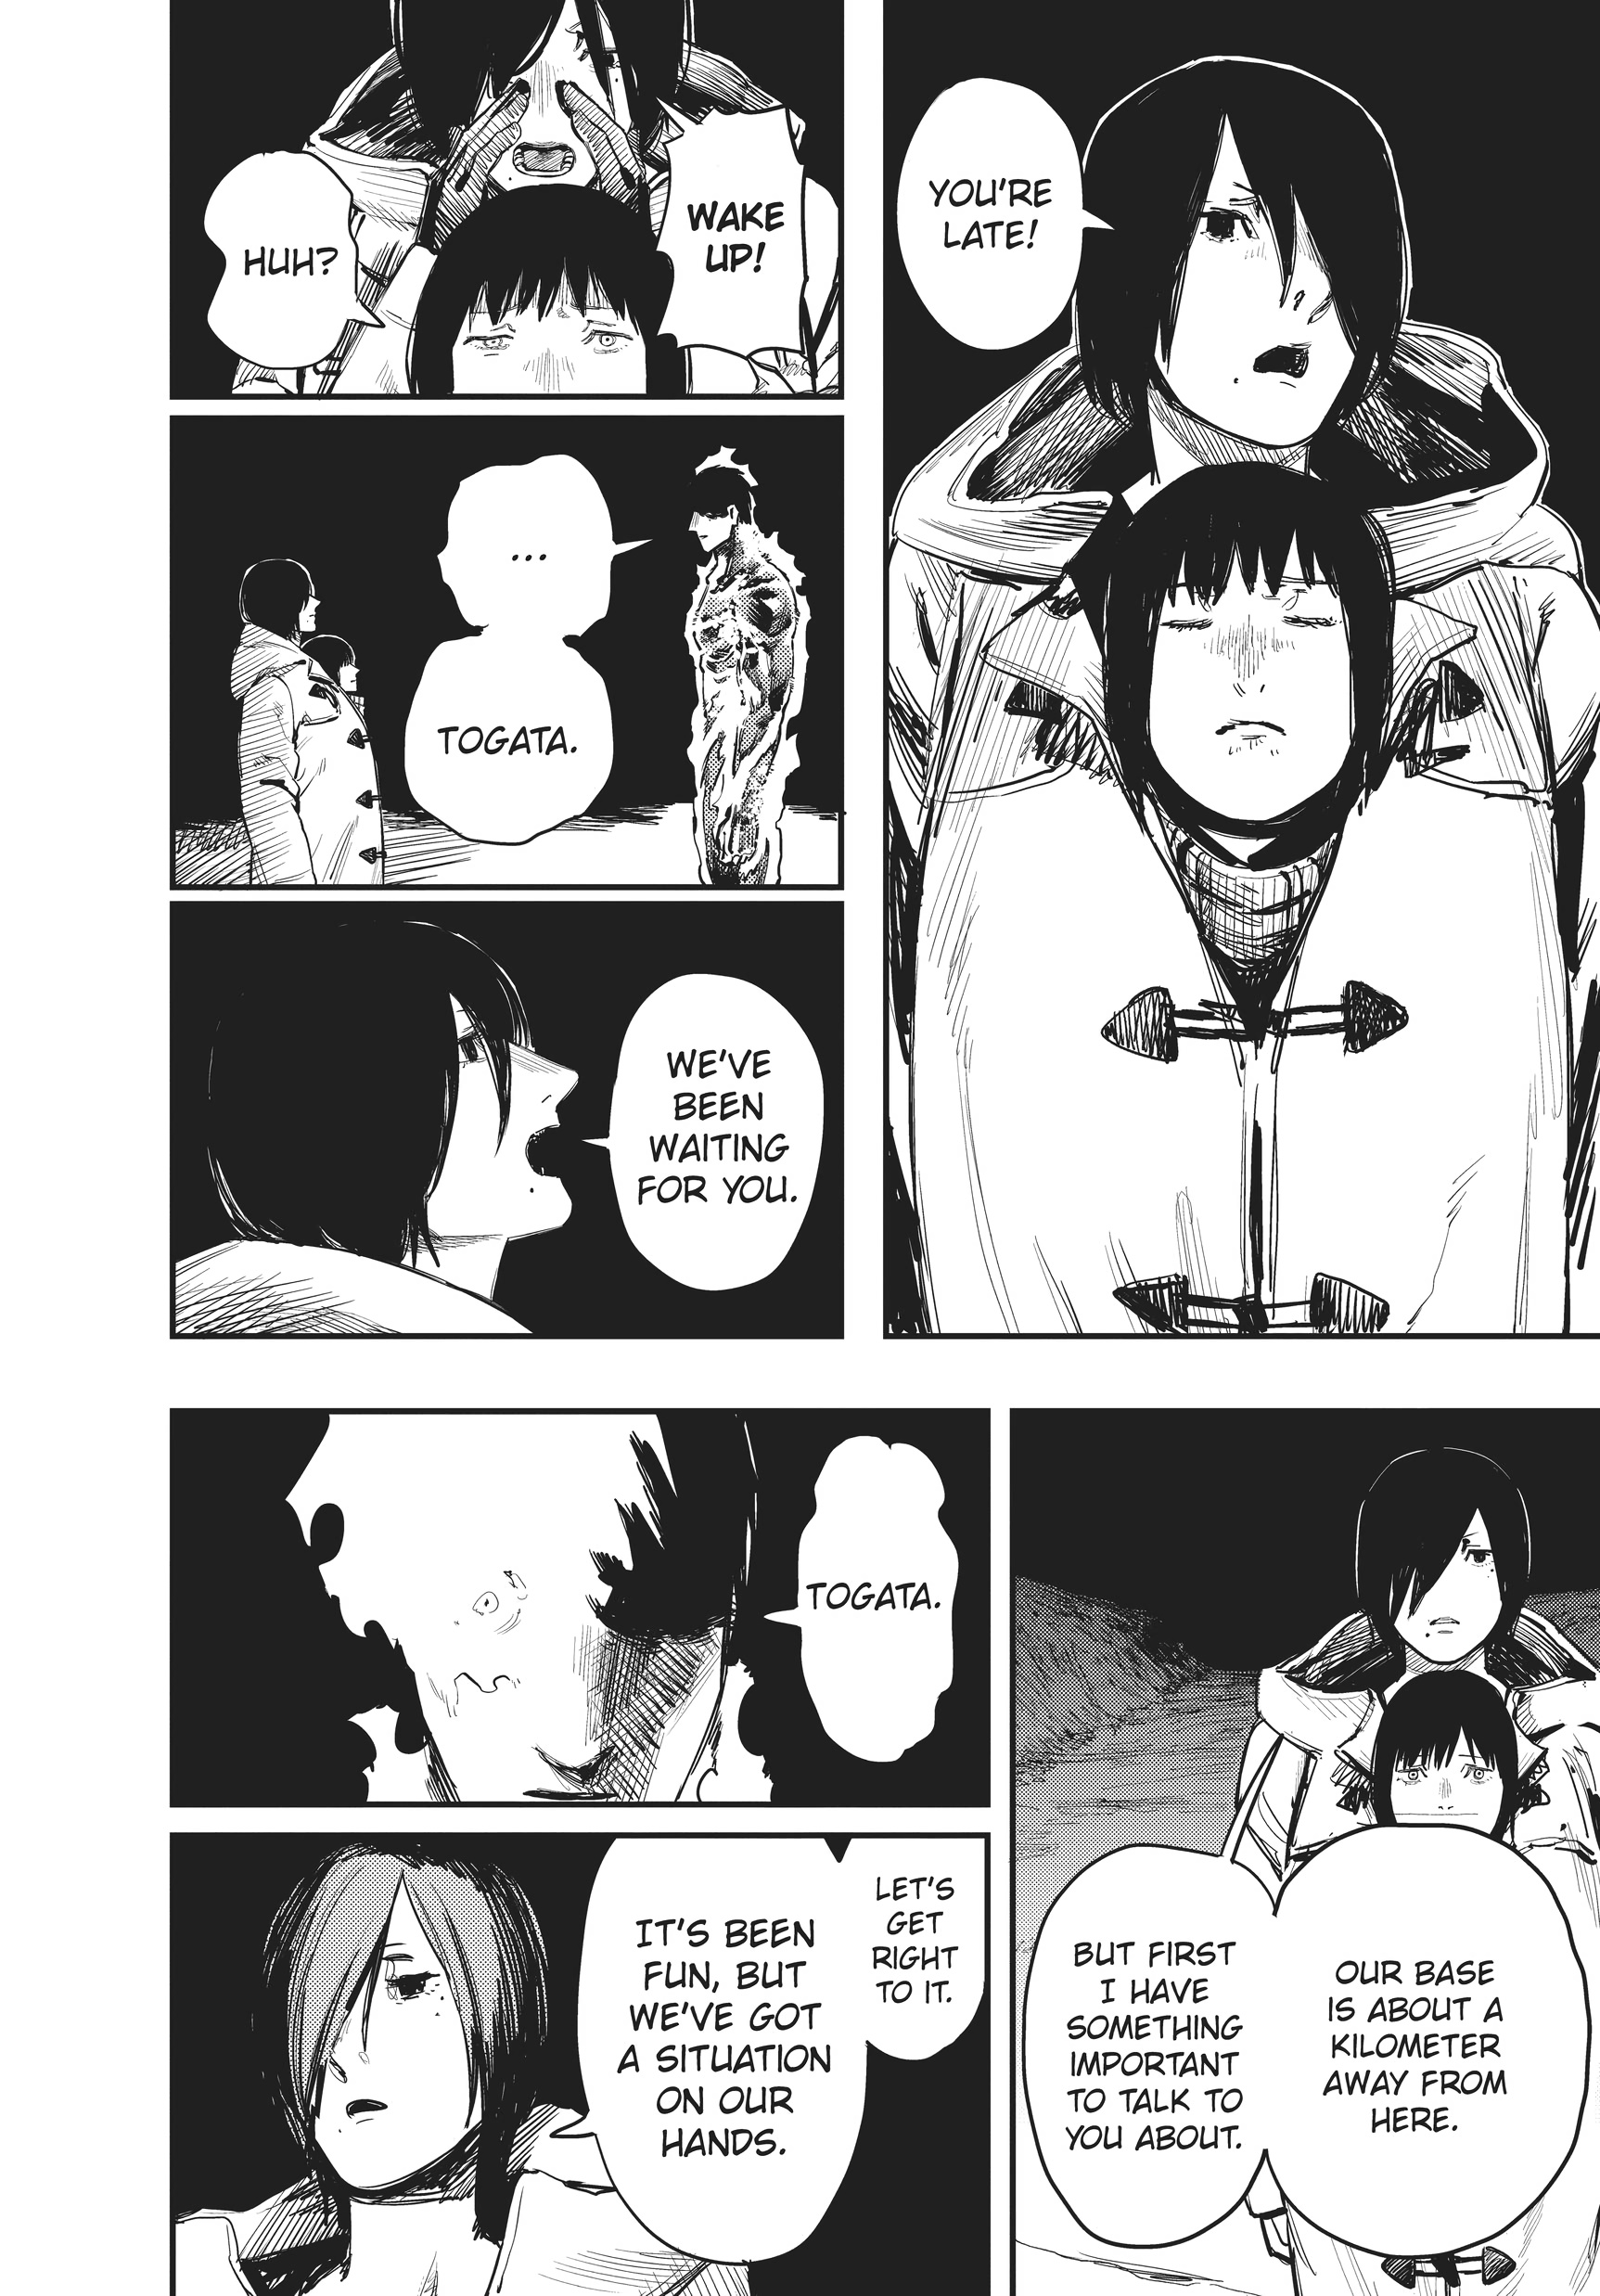 YOU'RE
LATE!
WAKE
UP!
HUH?
...
TOGATA.
WE'VE
BEEN
WAITING
FOR YOU.
OUR BASE
IS ABOUT A
KILOMETER
AWAY FROM
HERE.
BUT FIRST
I HAVE
SOMETHING
IMPORTANT
TO TALK TO
YOU ABOUT.
TOGATA.
LET'S
GET
RIGHT
TO IT.
IT'S BEEN
FUN, BUT
WE'VE GOT
A SITUATION
ON OUR
HANDS.